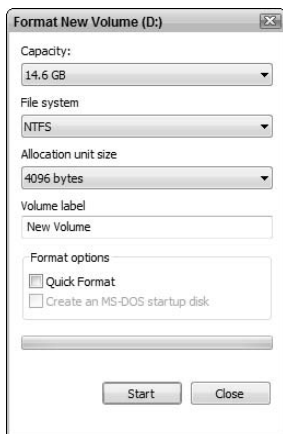 Format New Volume (D:)
Capacity:
14.6 GB
File system
NTFS
Allocation unit size
4096 bytes
Volume label
New Volume
Format options
Quick Format
Create an MS-DOS startup disk
Start
Close